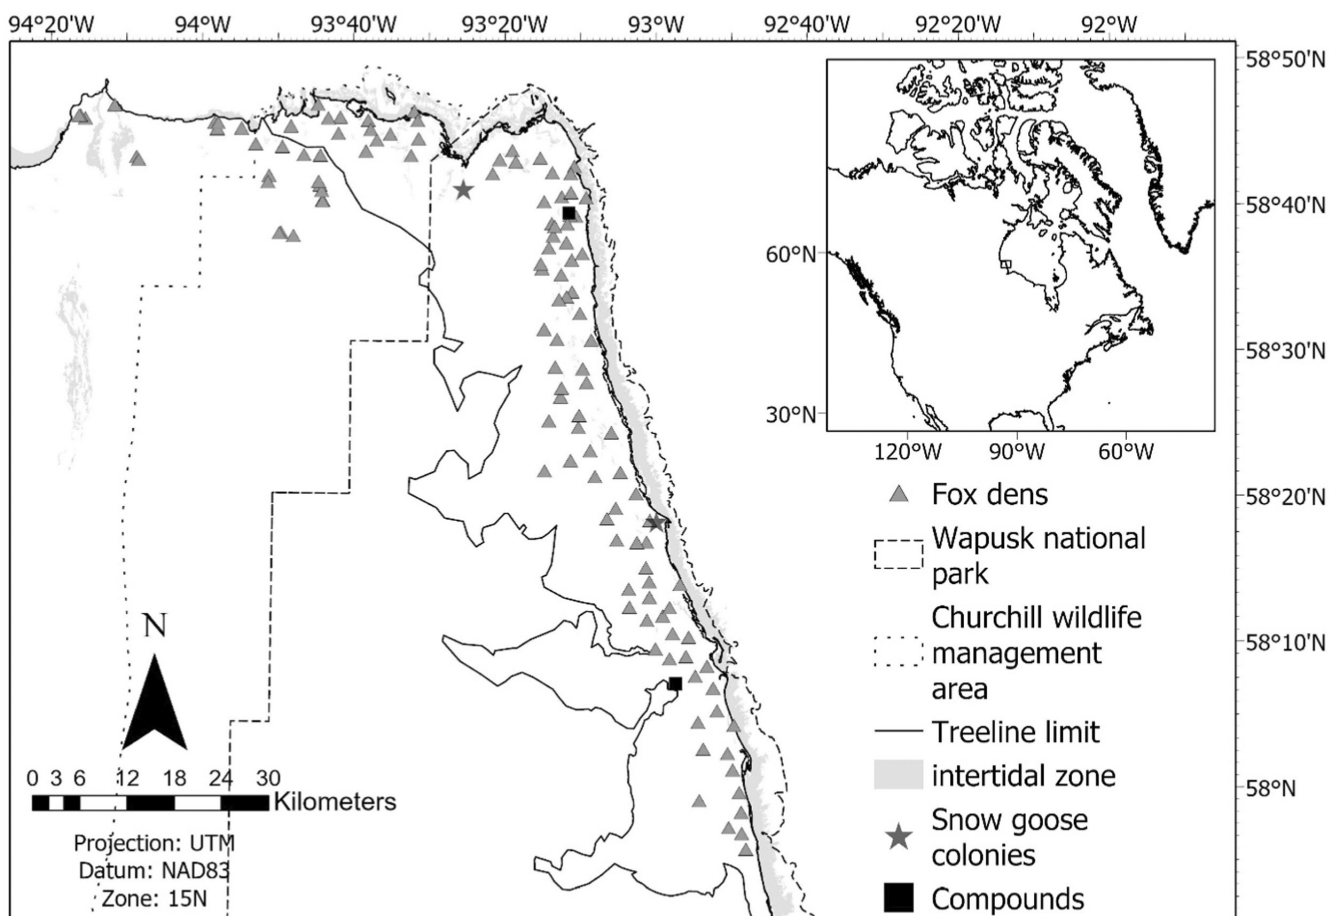 94°20'W 94°0'W 93°40'W 93°20'W 93°0'W 92°40'W 92°20'W 92°0'W
58°50'N
58°40'N
58°30'N
58°20'N
58°10'N
58°N
60°N
30°N
120°W 90°W 60°W
Fox dens
Wapusk national
park
Churchill wildlife
management
area
Treeline limit
intertidal zone
Snow goose
colonies
Compounds
N
0 3 6 12 18 24 30
Kilometers
Projection: UTM
Datum: NAD83
Zone: 15N